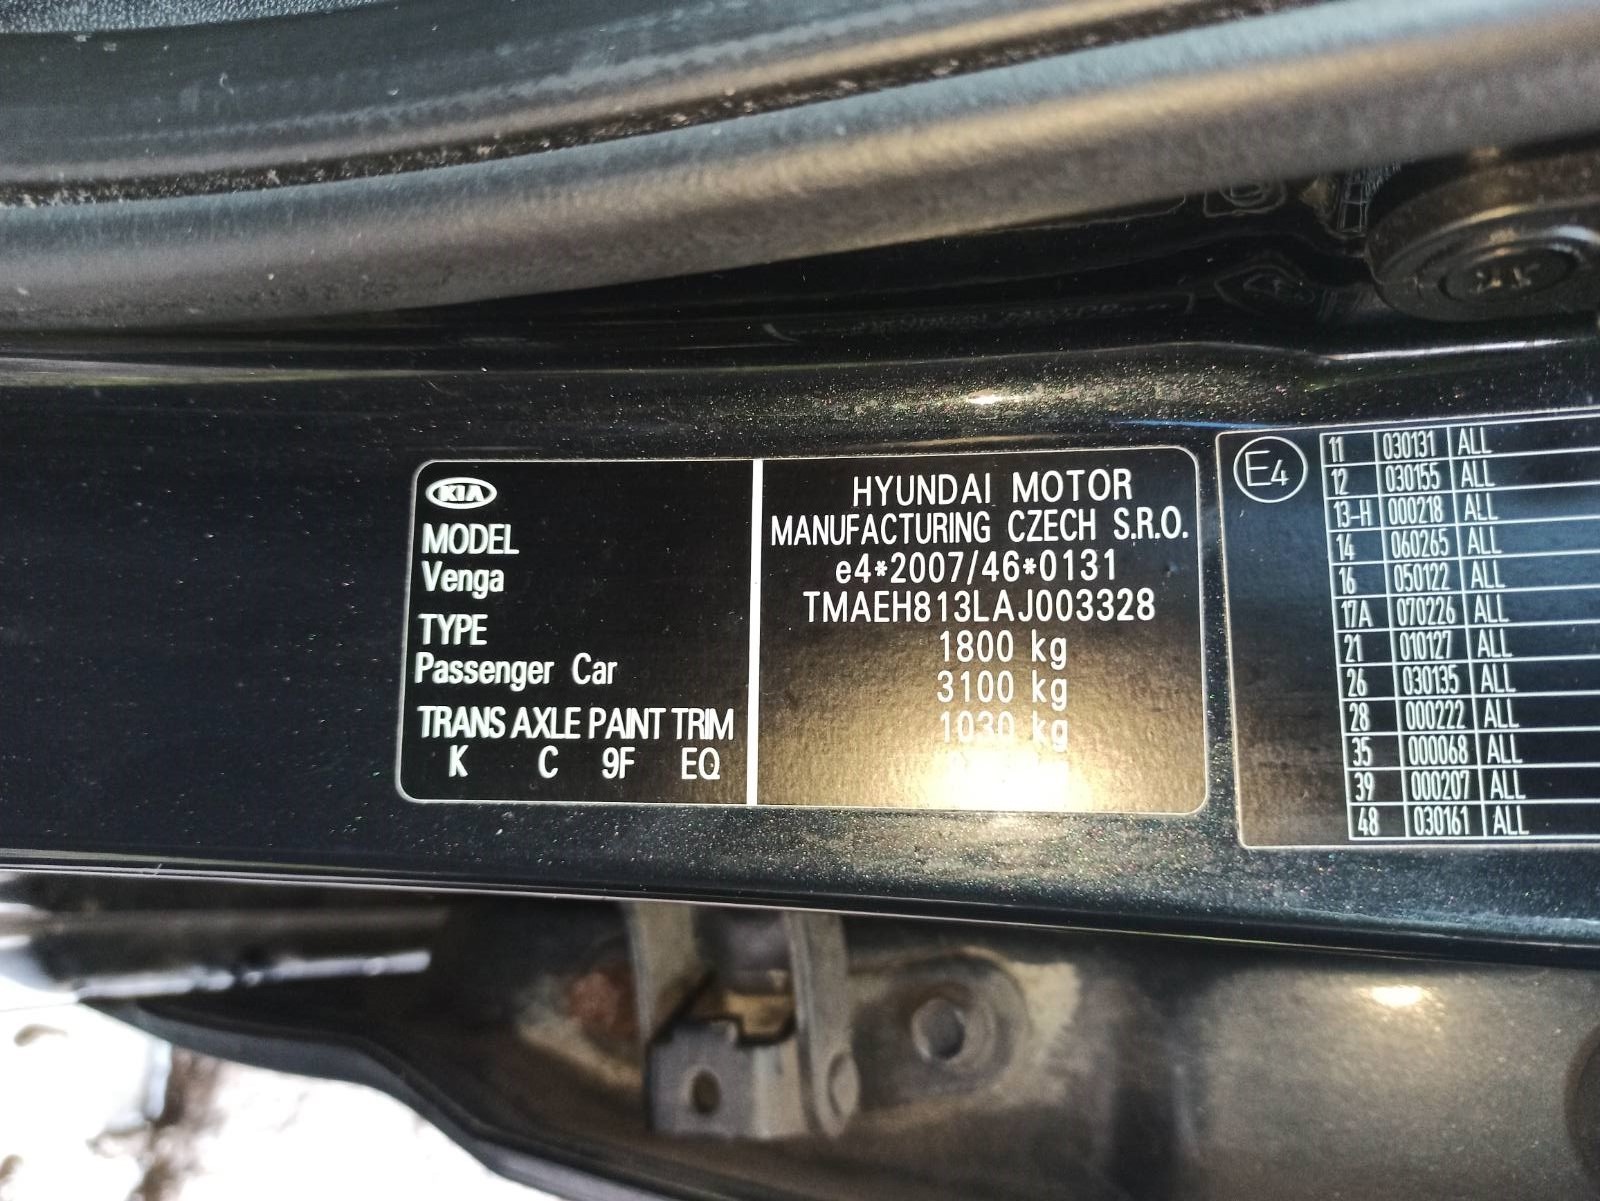 KIA
MODEL
Venga
TYPE
Passenger Car
TRANS AXLE PAINT TRIM
K C 9F EQ
HYUNDAI MOTOR
MANUFACTURING CZECH S.R.O.
e4*2007/46*0131
TMAEH813LAJ003328
1800 kg
3100 kg
1030 kg
E4
11 030131 ALL
12 030155 ALL
13-H 000218 ALL
14 060265 ALL
16 050122 ALL
17A 070226 ALL
21 010127 ALL
26 030135 ALL
28 000222 ALL
35 000068 ALL
39 000207 ALL
48 030161 ALL